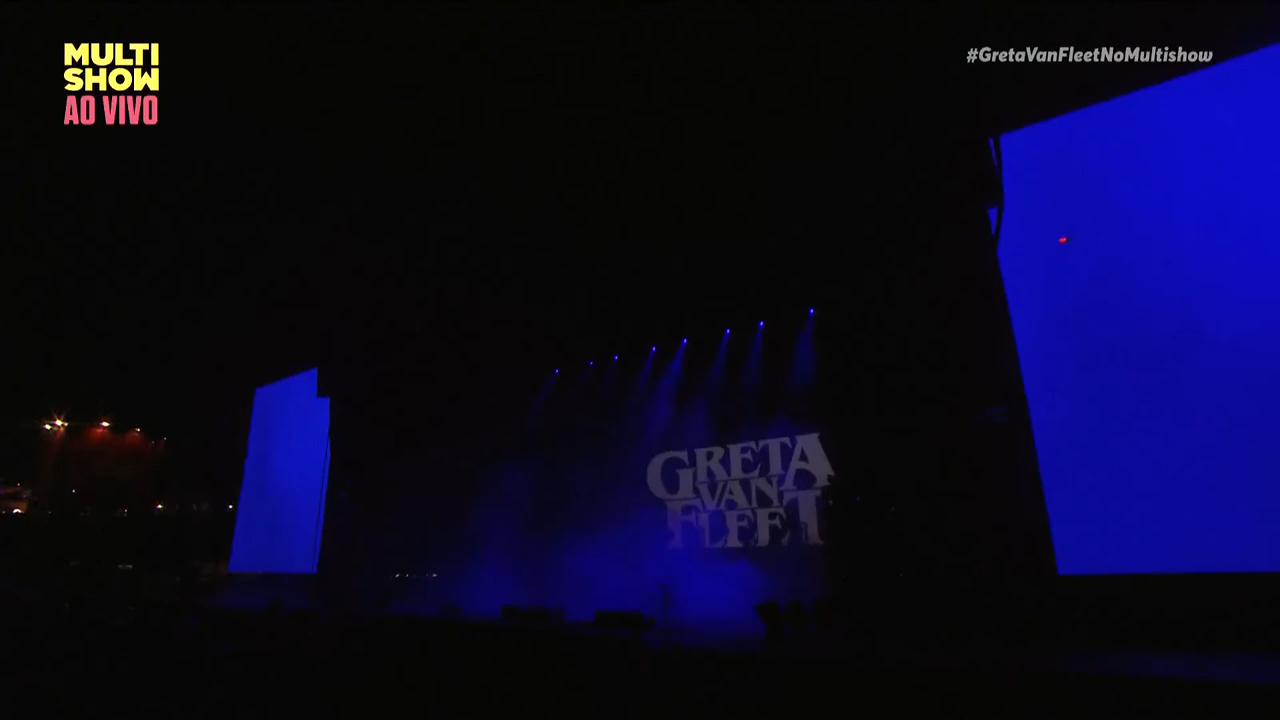 MULTI
SHOW
AO VIVO
#GretaVanFleetNoMultishow
GRETA
VAN
FLEET